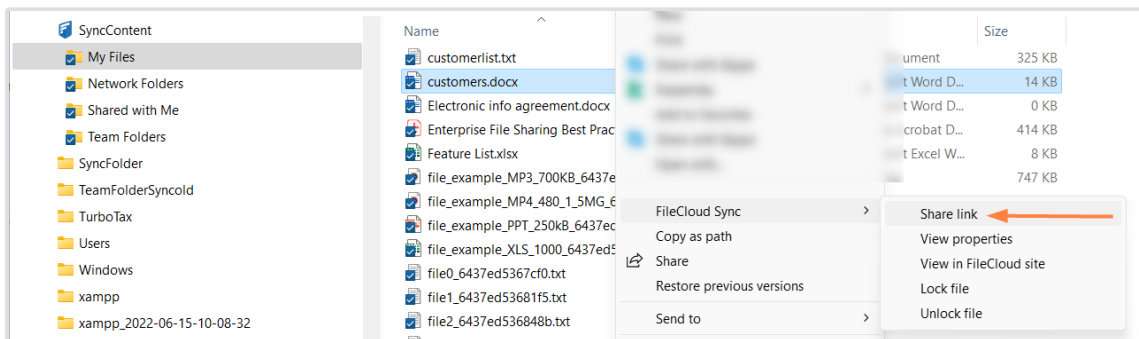 SyncContent
My Files
Network Folders
Shared with Me
Team Folders
SyncFolder
TeamFolderSyncold
TurboTax
Users
Windows
xampp
xampp_2022-06-15-10-08-32
Name
customerlist.txt
customers.docx
Electronic info agreement.docx
Enterprise File Sharing Best Prac
Feature List.xlsx
file_example_MP3_700KB_6437e
file_example_MP4_480_1_5MG_6
file_example_PPT_250kB_6437ec
file_example_XLS_1000_6437ed5
file0_6437ed5367cf0.txt
file1_6437ed53681f5.txt
file2_6437ed536848b.txt
FileCloud Sync
Copy as path
Share
Restore previous versions
Send to
Size
ument 325 KB
t Word D... 14 KB
t Word D... 0 KB
crobat D... 414 KB
t Excel W... 8 KB
747 KB
Share link
View properties
View in FileCloud site
Lock file
Unlock file